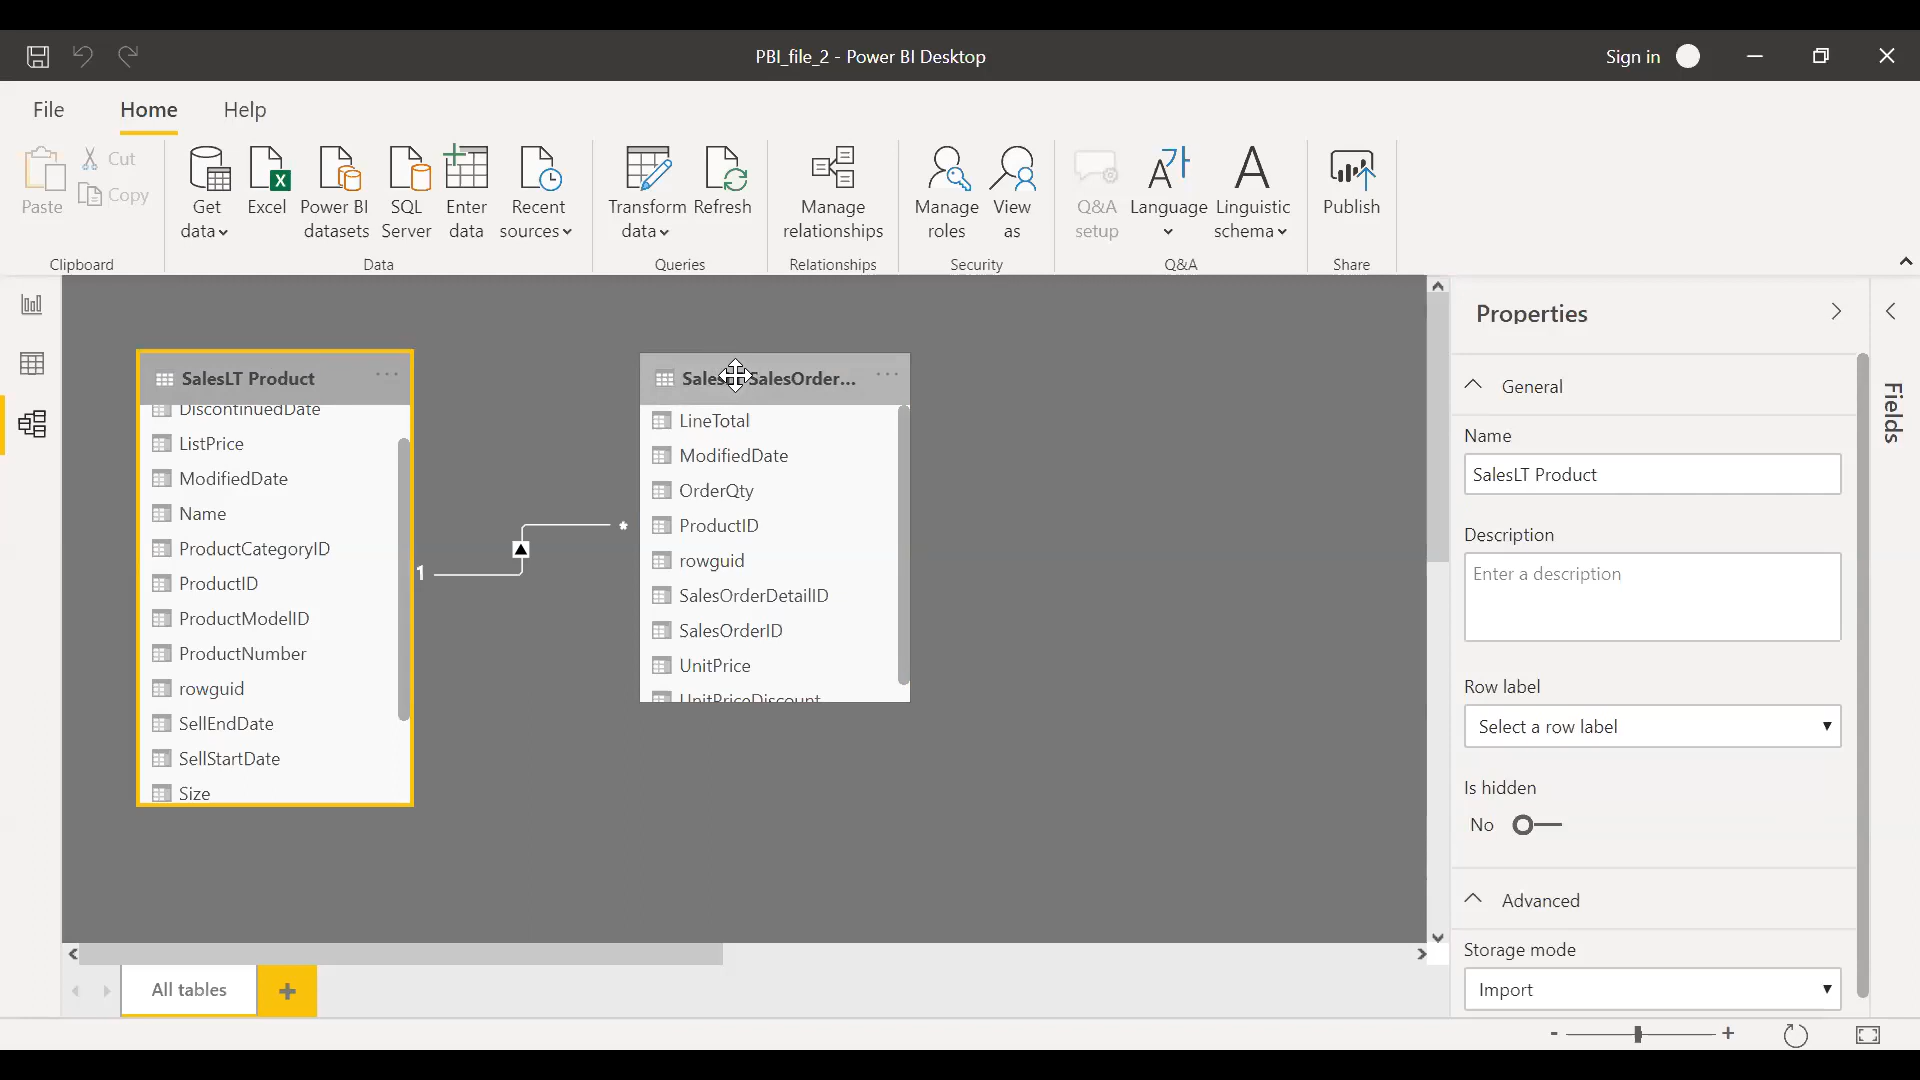 PBI_file_2 - Power BI Desktop
Sign in
File Home Help
Paste
Cut
Copy
Get data
Excel
Power BI datasets
SQL Server
Enter data
Recent sources
Transform data
Refresh
Manage relationships
Manage roles
View as
Q&A setup
Language
Linguistic schema
Publish
Clipboard
Data
Queries
Relationships
Security
Q&A
Share
SalesLT Product
DiscontinuedDate
ListPrice
ModifiedDate
Name
ProductCategoryID
ProductID
ProductModelID
ProductNumber
rowguid
SellEndDate
SellStartDate
Size
1
*
SalesOrder...
LineTotal
ModifiedDate
OrderQty
ProductID
rowguid
SalesOrderDetailID
SalesOrderID
UnitPrice
UnitPriceDiscount
Properties
General
Name
SalesLT Product
Description
Enter a description
Row label
Select a row label
Is hidden
No
Advanced
Storage mode
Import
Fields
All tables